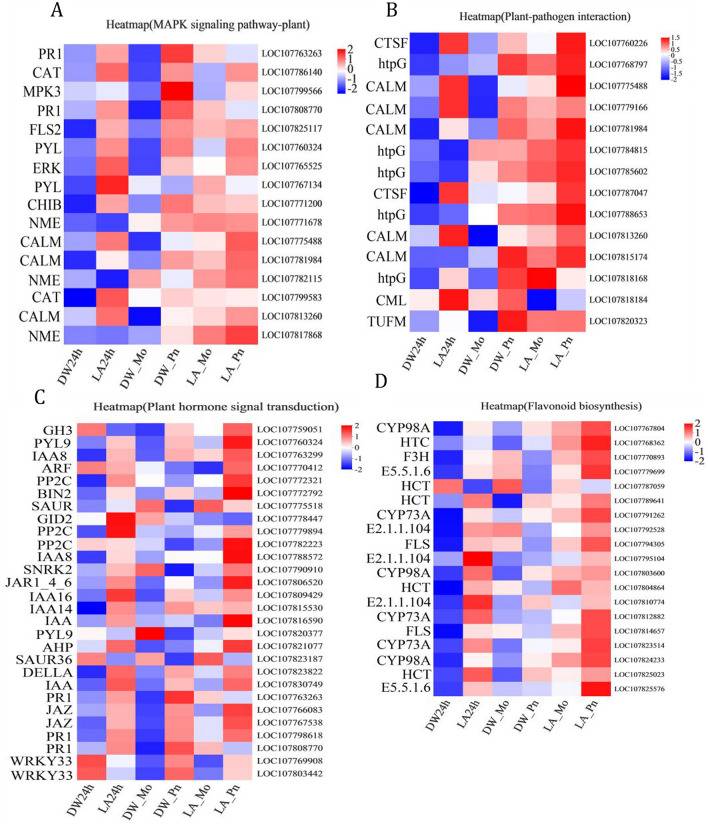 A
Heatmap(MAPK signaling pathway-plant)
PR1 LOC107763263
CAT LOC107786140
MPK3 LOC107799566
PR1 LOC107808770
FLS2 LOC107825117
PYL LOC107760324
ERK LOC107765525
PYL LOC107767134
CHIB LOC107771200
NME LOC107771678
CALM LOC107775488
CALM LOC107781984
NME LOC107782115
CAT LOC107799583
CALM LOC107813260
NME LOC107817868
2
1
0
-1
-2
DW24h LA24h DW_Mo DW_Pn LA_Mo LA_Pn
B
Heatmap(Plant-pathogen interaction)
CTSF LOC107760226
htpG LOC107768797
CALM LOC107775488
CALM LOC107779166
CALM LOC107781984
htpG LOC107784815
htpG LOC107785602
CTSF LOC107787047
htpG LOC107788653
CALM LOC107813260
CALM LOC107815174
htpG LOC107818168
CML LOC107818184
TUFM LOC107820323
1.5
1
0.5
0
-0.5
-1
-1.5
DW24h LA24h DW_Mo DW_Pn LA_Mo LA_Pn
C
Heatmap(Plant hormone signal transduction)
GH3 LOC107759051
PYL9 LOC107760324
IAA8 LOC107763299
ARF LOC107770412
PP2C LOC107772321
BIN2 LOC107772792
SAUR LOC107775518
GID2 LOC107778447
PP2C LOC107779894
PP2C LOC107782223
IAA8 LOC107788572
SNRK2 LOC107790910
JAR1_4_6 LOC107806520
IAA16 LOC107809429
IAA14 LOC107815530
IAA LOC107816590
PYL9 LOC107820377
AHP LOC107821077
SAUR36 LOC107823187
DELLA LOC107823822
IAA LOC107830749
PR1 LOC107763263
JAZ LOC107766083
JAZ LOC107767538
PR1 LOC107798618
PR1 LOC107808770
WRKY33 LOC107769908
WRKY33 LOC107803442
2
1
0
-1
-2
DW24h LA24h DW_Mo DW_Pn LA_Mo LA_Pn
D
Heatmap(Flavonoid biosynthesis)
CYP98A LOC107767804
HTC LOC107768362
F3H LOC107770893
E5.5.1.6 LOC107779699
HCT LOC107787059
HCT LOC107789641
CYP73A LOC107791262
E2.1.1.104 LOC107792528
FLS LOC107794305
E2.1.1.104 LOC107795104
CYP98A LOC107803600
HCT LOC107804864
E2.1.1.104 LOC107810774
CYP73A LOC107812882
FLS LOC107814657
CYP73A LOC107823514
CYP98A LOC107824233
HCT LOC107825023
E5.5.1.6 LOC107825576
2
1
0
-1
-2
DW24h LA24h DW_Mo DW_Pn LA_Mo LA_Pn